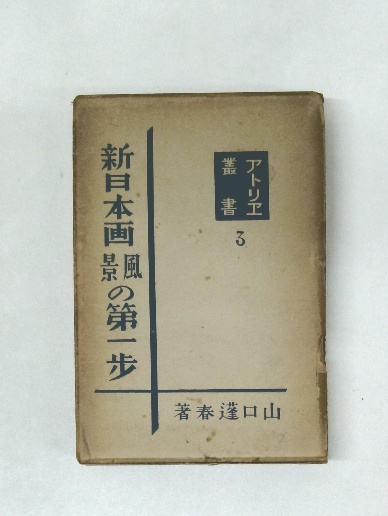 アトリヱ
叢書
3
新日本画風景の第一歩
山口蓬春著